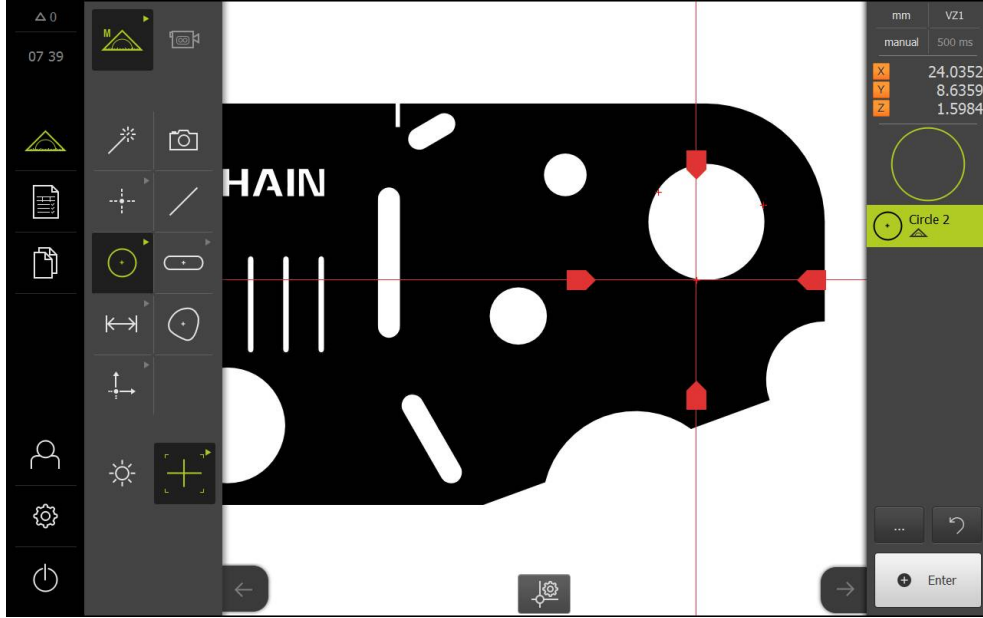 △ 0
07 39
M
HAIN
mm VZ1
manual 500 ms
X 24.0352
Y 8.6359
Z 1.5984
Circle 2
...
Enter